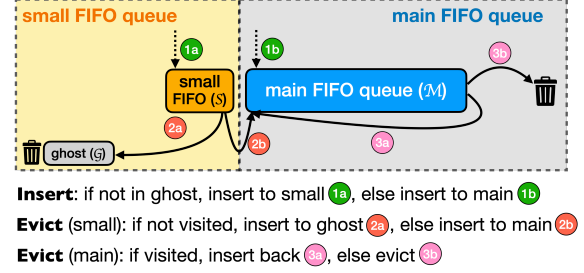 small FIFO queue
main FIFO queue
1a
1b
3b
small
FIFO (S)
main FIFO queue (M)
2a
2b
3a
ghost (G)
Insert: if not in ghost, insert to small 1a, else insert to main 1b
Evict (small): if not visited, insert to ghost 2a, else insert to main 2b
Evict (main): if visited, insert back 3a, else evict 3b